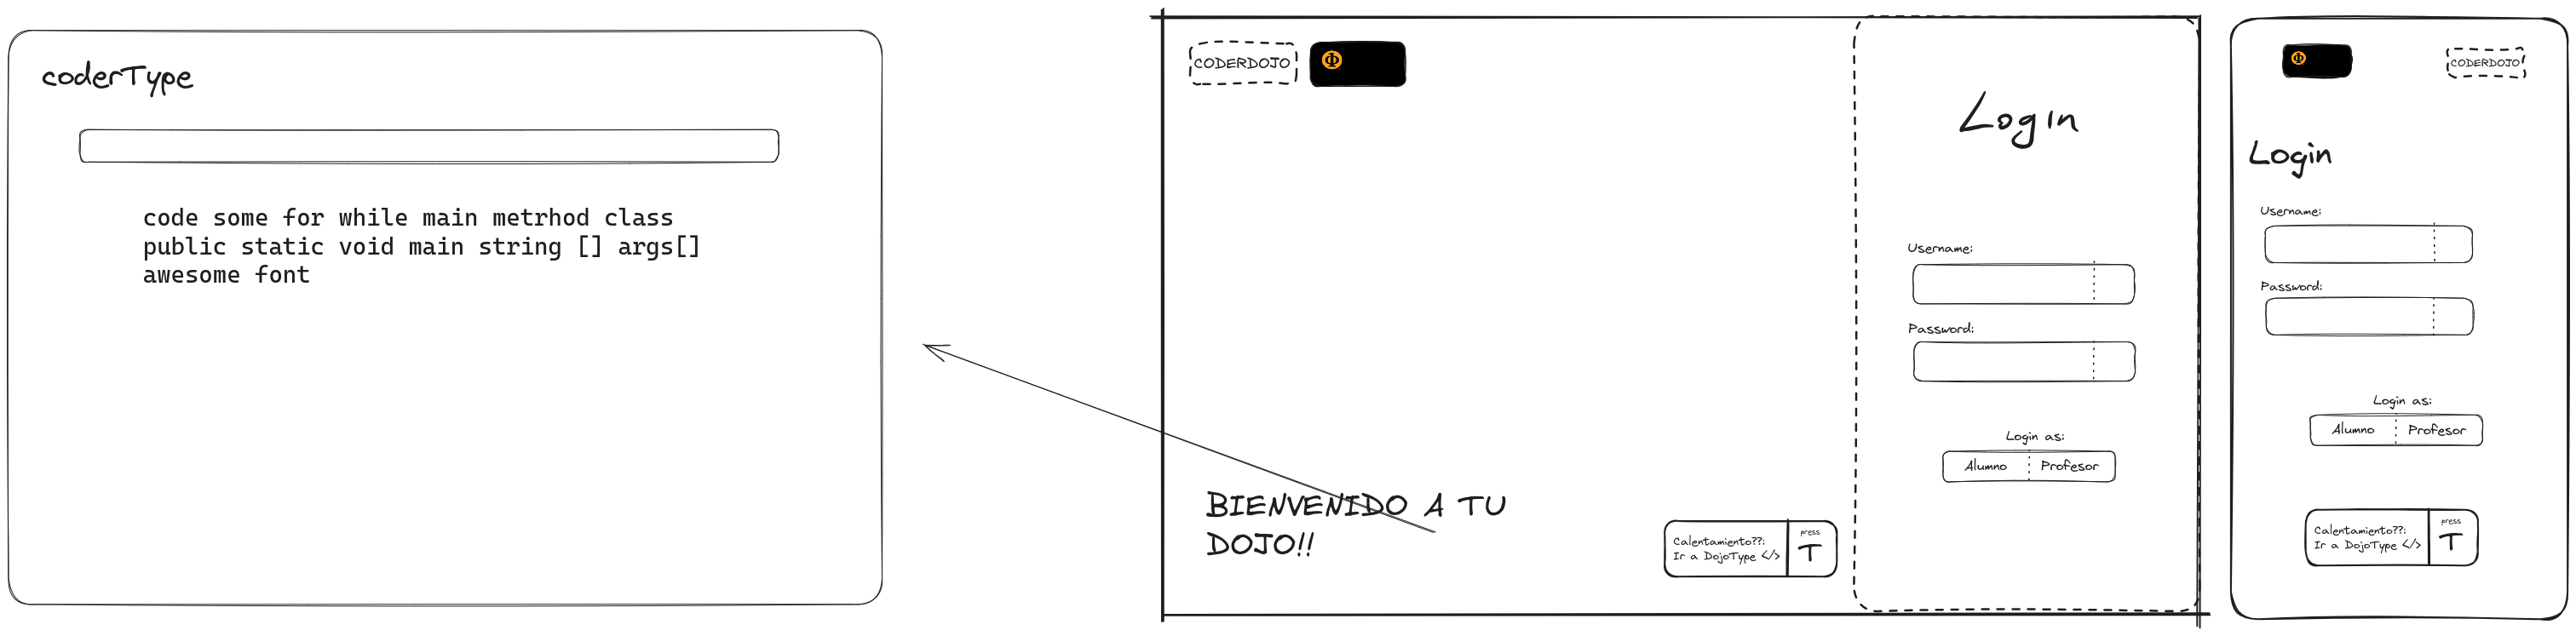 coderType
code some for while main metrhod class
public static void main string [] args[]
awesome font
CODERDOJO
BIENVENIDO A TU
DOJO!!
Calentamiento??:
Ir a DojoType </>
press
T
Login
Username:
Password:
Login as:
Alumno Profesor
CODERDOJO
Login
Username:
Password:
Login as:
Alumno Profesor
Calentamiento??:
Ir a DojoType </>
press
T